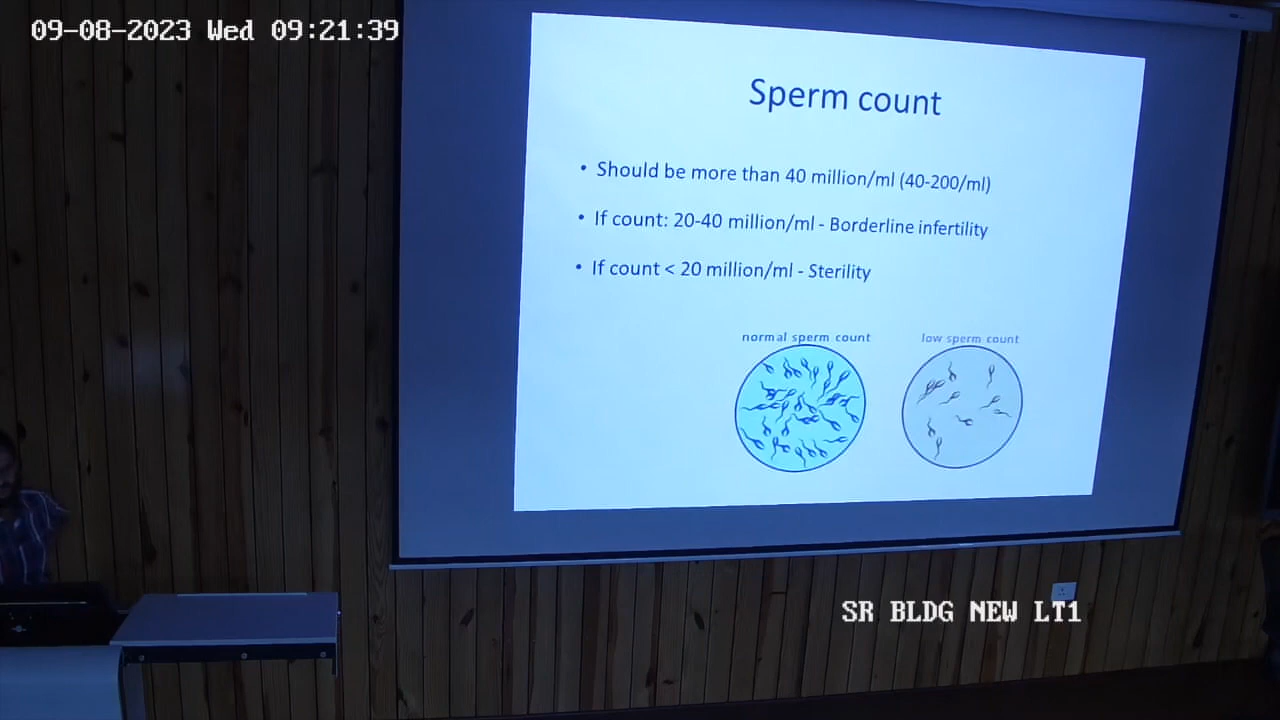 09-08-2023 Wed 09:21:39
Sperm count
• Should be more than 40 million/ml (40-200/ml)
• If count: 20-40 million/ml - Borderline infertility
• If count < 20 million/ml - Sterility
normal sperm count
low sperm count
SR BLDG NEW LT1